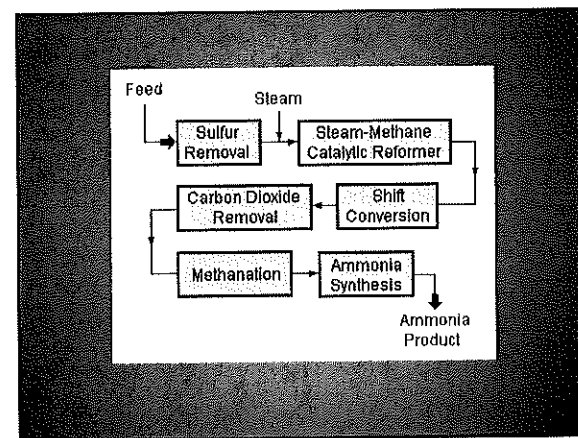 Feed
Steam
Sulfur
Removal
Steam-Methane
Catalytic Reformer
Carbon Dioxide
Removal
Shift
Conversion
Methanation
Ammonia
Synthesis
Ammonia
Product